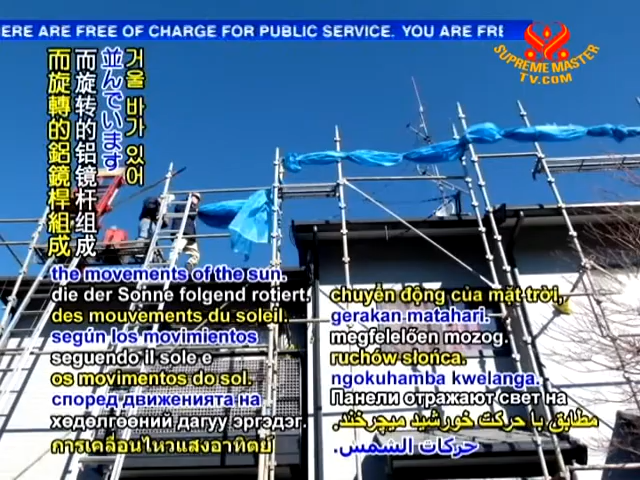 ERE ARE FREE OF CHARGE FOR PUBLIC SERVICE. YOU ARE FRE
SUPREME MASTER
TV.COM
而旋轉的鋁鏡桿組成
而旋转的铝镜杆组成
並んでいます
거울 바가 있어
the movements of the sun.
die der Sonne folgend rotiert,
des mouvements du soleil.
según los movimientos
seguendo il sole e
os movimentos do sol.
според движенията на
хөдөлгөөний дагуу эргэдэг.
การเคลื่อนไหวแสงอาทิตย์
chuyển động của mặt trời,
gerakan matahari.
megfelelően mozog.
ruchów słońca.
ngokuhamba kwelanga.
Панели отражают свет на
مطابق با حرکت خورشید میچرخند.
حركات الشمس.